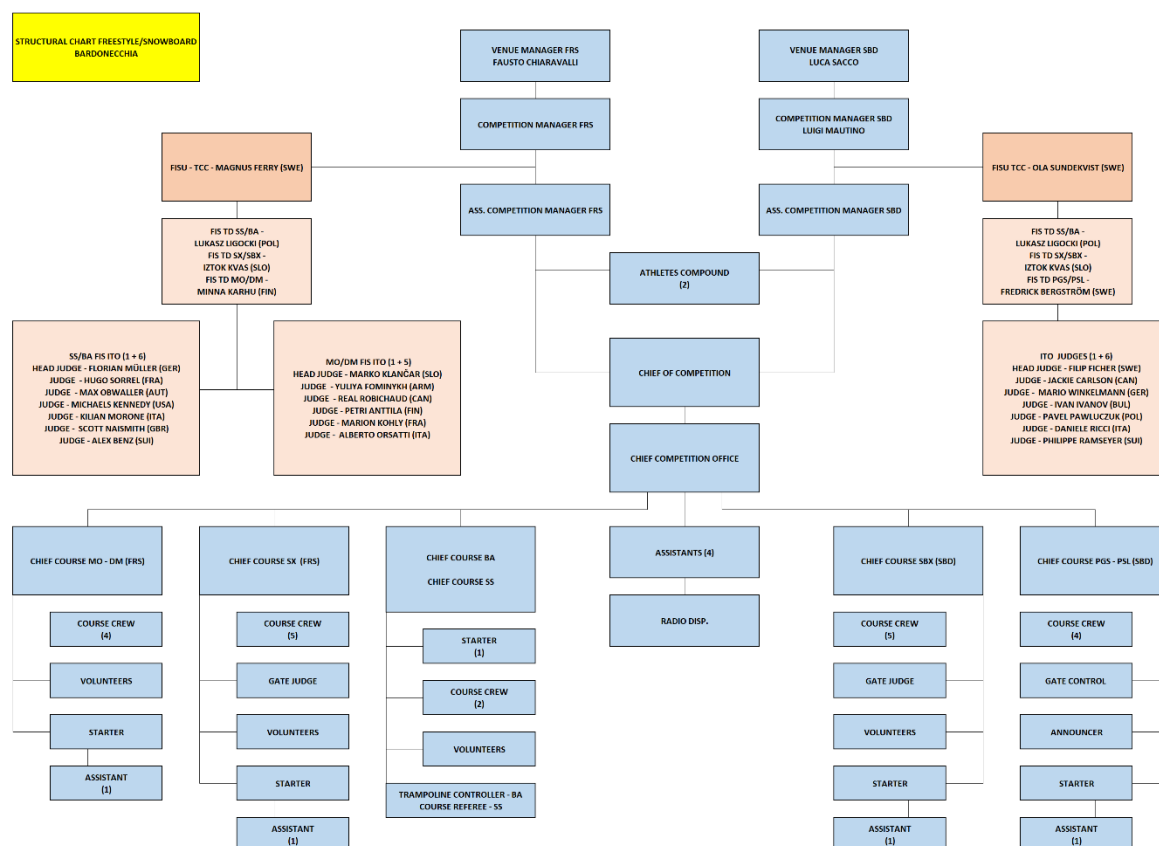 STRUCTURAL CHART FREESTYLE/SNOWBOARD
BARDONECCHIA
VENUE MANAGER FRS
FAUSTO CHIARAVALLI
VENUE MANAGER SBD
LUCA SACCO
COMPETITION MANAGER FRS
COMPETITION MANAGER SBD
LUIGI MAUTINO
FISU - TCC - MAGNUS FERRY (SWE)
FISU TCC - OLA SUNDEKVIST (SWE)
ASS. COMPETITION MANAGER FRS
ASS. COMPETITION MANAGER SBD
FIS TD SS/BA -
LUKASZ LIGOCKI (POL)
FIS TD SX/SBX -
IZTOK KVAS (SLO)
FIS TD MO/DM -
MINNA KARHU (FIN)
FIS TD SS/BA -
LUKASZ LIGOCKI (POL)
FIS TD SX/SBX -
IZTOK KVAS (SLO)
FIS TD PGS/PSL -
FREDRICK BERGSTRÖM (SWE)
ATHLETES COMPOUND
(2)
SS/BA FIS ITO (1 + 6)
HEAD JUDGE - FLORIAN MÜLLER (GER)
JUDGE - HUGO SORREL (FRA)
JUDGE - MAX OBWALLER (AUT)
JUDGE - MICHAELS KENNEDY (USA)
JUDGE - KILIAN MORONE (ITA)
JUDGE - SCOTT NAISMITH (GBR)
JUDGE - ALEX BENZ (SUI)
MO/DM FIS ITO (1 + 5)
HEAD JUDGE - MARKO KLANČAR (SLO)
JUDGE - YULIYA FOMINYKH (ARM)
JUDGE - REAL ROBICHAUD (CAN)
JUDGE - PETRI ANTTILA (FIN)
JUDGE - MARION KOHLY (FRA)
JUDGE - ALBERTO ORSATTI (ITA)
CHIEF OF COMPETITION
ITO JUDGES (1 + 6)
HEAD JUDGE - FILIP FICHER (SWE)
JUDGE - JACKIE CARLSON (CAN)
JUDGE - MARIO WINKELMANN (GER)
JUDGE - IVAN IVANOV (BUL)
JUDGE - PAVEL PAWLUCZUK (POL)
JUDGE - DANIELE RICCI (ITA)
JUDGE - PHILIPPE RAMSEYER (SUI)
CHIEF COMPETITION OFFICE
CHIEF COURSE MO - DM (FRS)
CHIEF COURSE SX (FRS)
CHIEF COURSE BA
CHIEF COURSE SS
ASSISTANTS (4)
CHIEF COURSE SBX (SBD)
CHIEF COURSE PGS - PSL (SBD)
COURSE CREW
(4)
VOLUNTEERS
STARTER
ASSISTANT
(1)
COURSE CREW
(5)
GATE JUDGE
VOLUNTEERS
STARTER
ASSISTANT
(1)
STARTER
(1)
COURSE CREW
(2)
VOLUNTEERS
TRAMPOLINE CONTROLLER - BA
COURSE REFEREE - SS
RADIO DISP.
COURSE CREW
(5)
GATE JUDGE
VOLUNTEERS
STARTER
ASSISTANT
(1)
COURSE CREW
(4)
GATE CONTROL
ANNOUNCER
STARTER
ASSISTANT
(1)